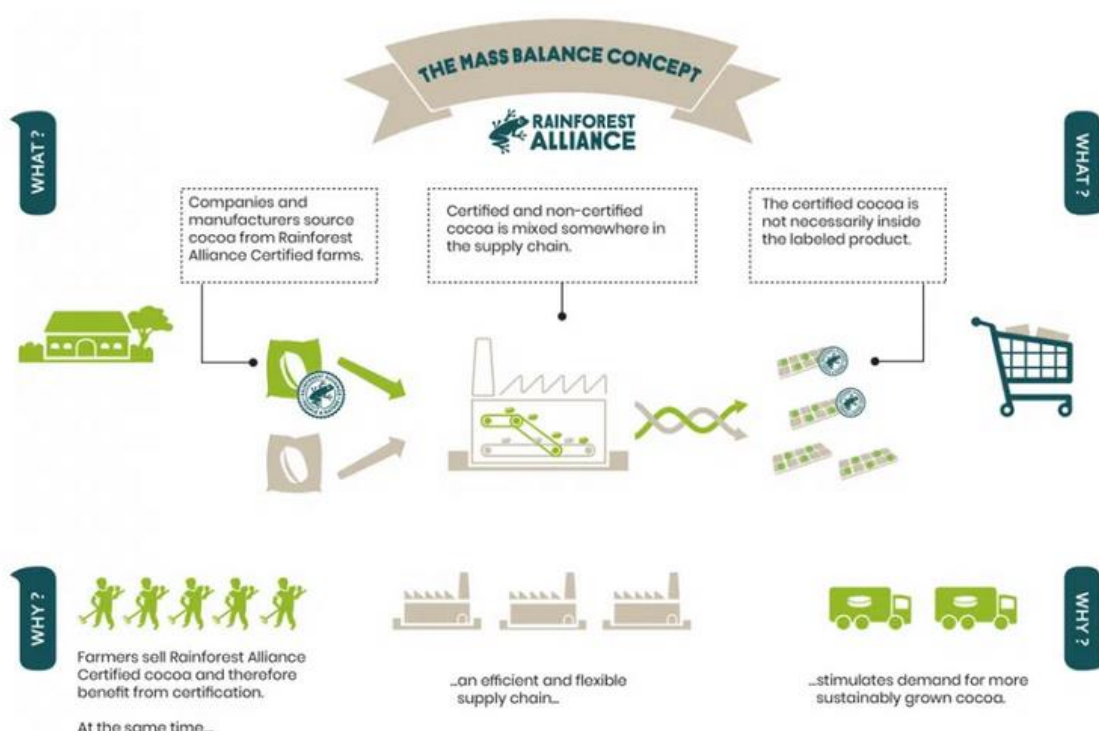 THE MASS BALANCE CONCEPT
RAINFOREST
ALLIANCE
WHAT?
WHAT?
Companies and
manufacturers source
cocoa from Rainforest
Alliance Certified farms.
Certified and non-certified
cocoa is mixed somewhere in
the supply chain.
The certified cocoa is
not necessarily inside
the labeled product.
WHY?
WHY?
Farmers sell Rainforest Alliance
Certified cocoa and therefore
benefit from certification.
At the same time...
...an efficient and flexible
supply chain...
...stimulates demand for more
sustainably grown cocoa.